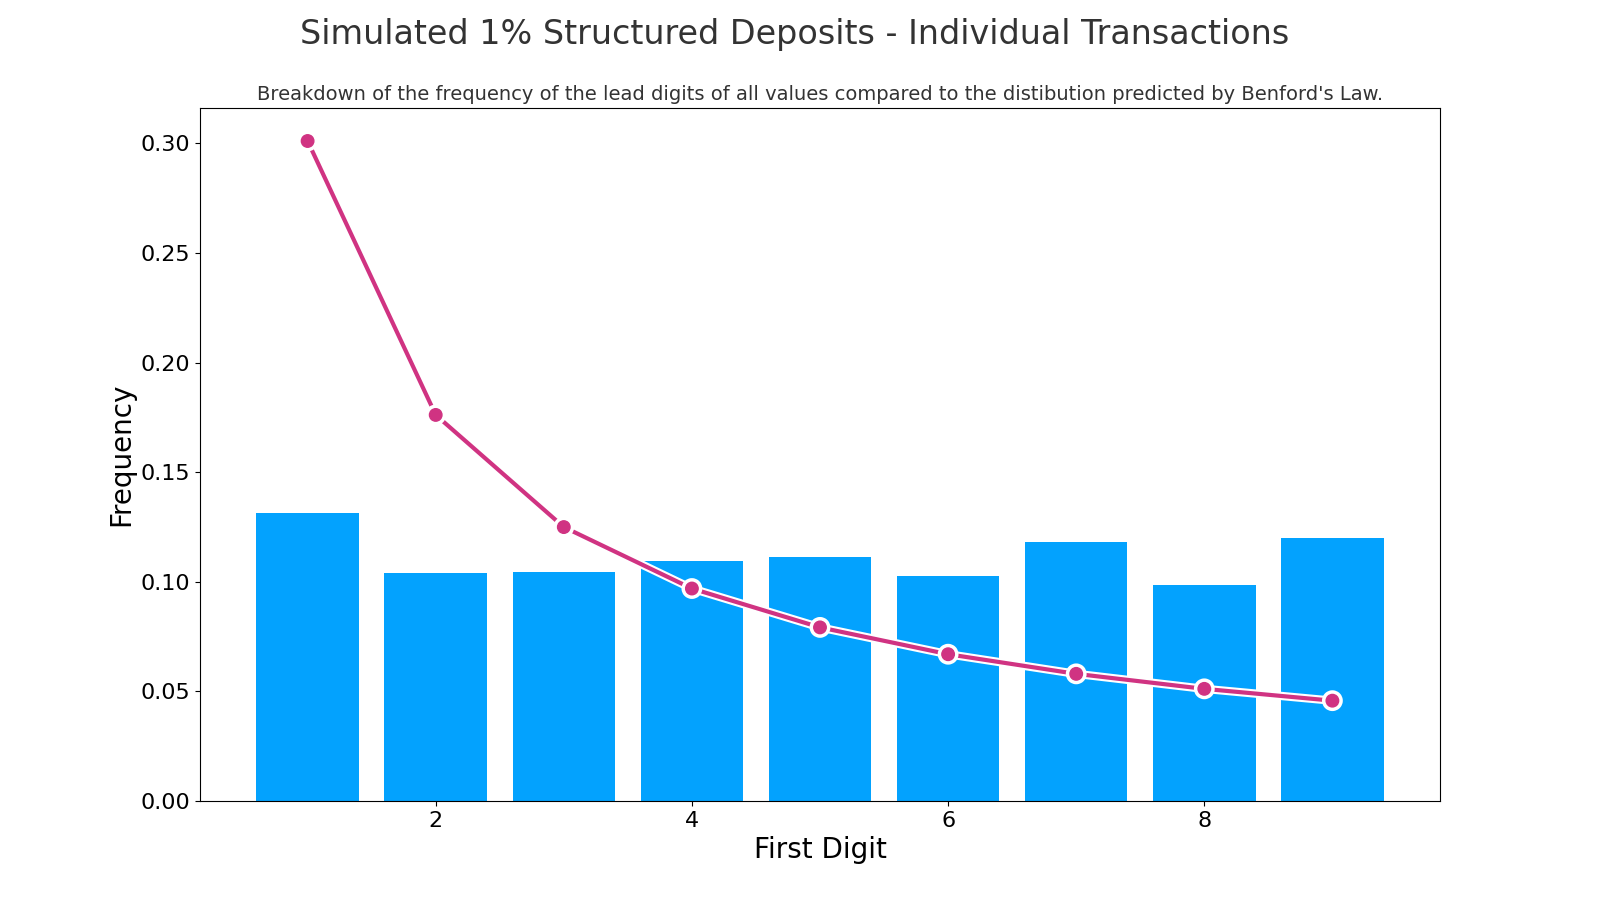 Simulated 1% Structured Deposits - Individual Transactions
Breakdown of the frequency of the lead digits of all values compared to the distibution predicted by Benford's Law.
0.30
0.25
0.20
0.15
0.10
0.05
0.00
Frequency
2 4 6 8
First Digit